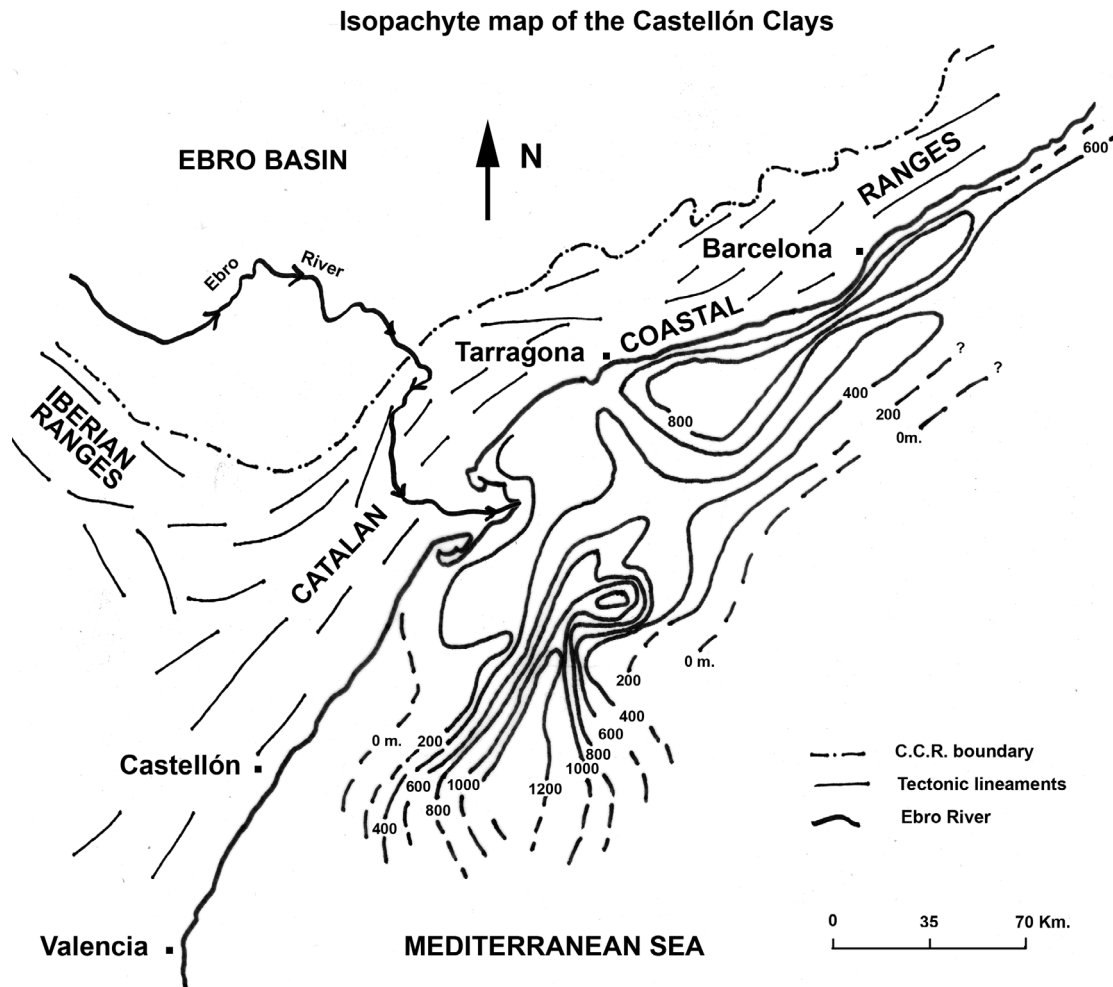 Isopachyte map of the Castellón Clays
EBRO BASIN
N
RANGES
600
Barcelona
Ebro
River
COASTAL
Tarragona
?
?
400
200
0m.
800
IBERIAN
RANGES
CATALAN
0 m.
200
400
600
800
1000
1200
0 m.
200
600
1000
800
400
Castellón
C.C.R. boundary
Tectonic lineaments
Ebro River
0 35 70 Km.
Valencia
MEDITERRANEAN SEA